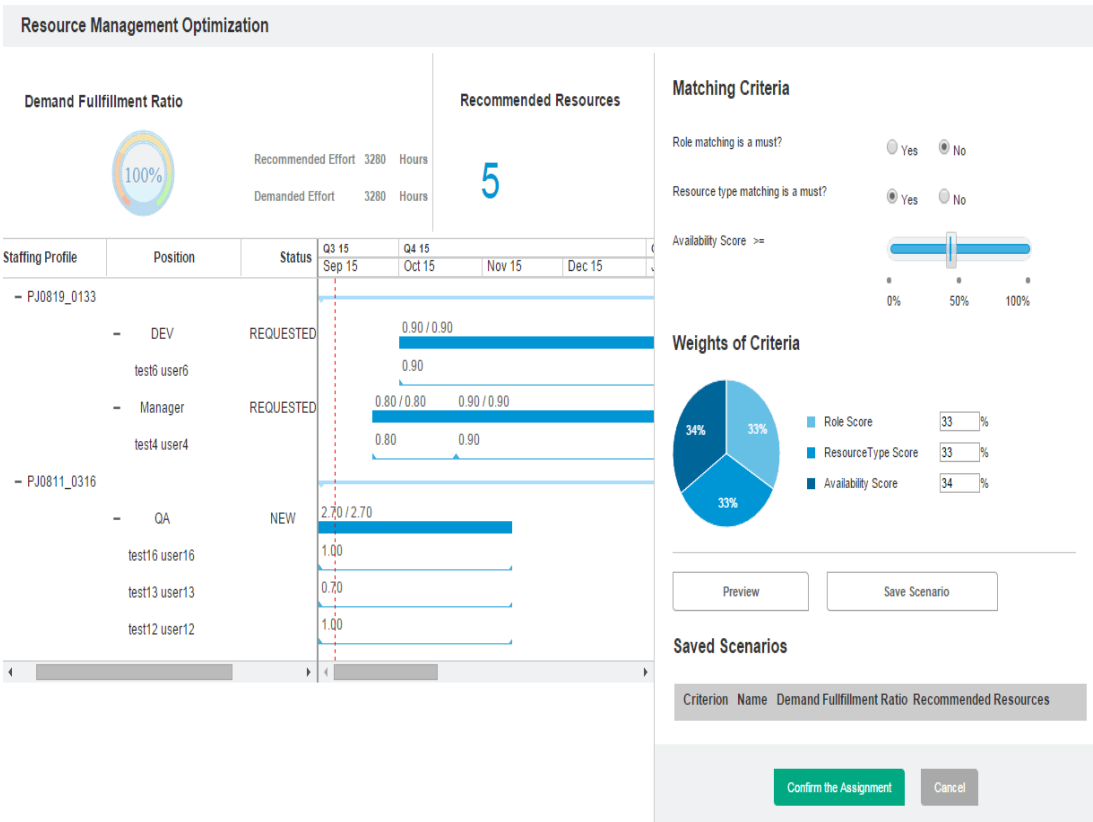 Resource Management Optimization
Demand Fullfillment Ratio
100%
Recommended Effort 3280 Hours
Demanded Effort 3280 Hours
Recommended Resources
5
Staffing Profile Position Status
Q3 15 Q4 15
Sep 15 Oct 15 Nov 15 Dec 15
PJ0819_0133
DEV REQUESTED 0.90 / 0.90
test6 user6 0.90
Manager REQUESTED 0.80 / 0.80 0.90 / 0.90
test4 user4 0.80 0.90
PJ0811_0316
QA NEW 2.70 / 2.70
test16 user16 1.00
test13 user13 0.70
test12 user12 1.00
Matching Criteria
Role matching is a must? Yes No
Resource type matching is a must? Yes No
Availability Score >=
0% 50% 100%
Weights of Criteria
34% 33% 33%
Role Score 33 %
ResourceType Score 33 %
Availability Score 34 %
Preview Save Scenario
Saved Scenarios
Criterion Name Demand Fullfillment Ratio Recommended Resources
Confirm the Assignment Cancel